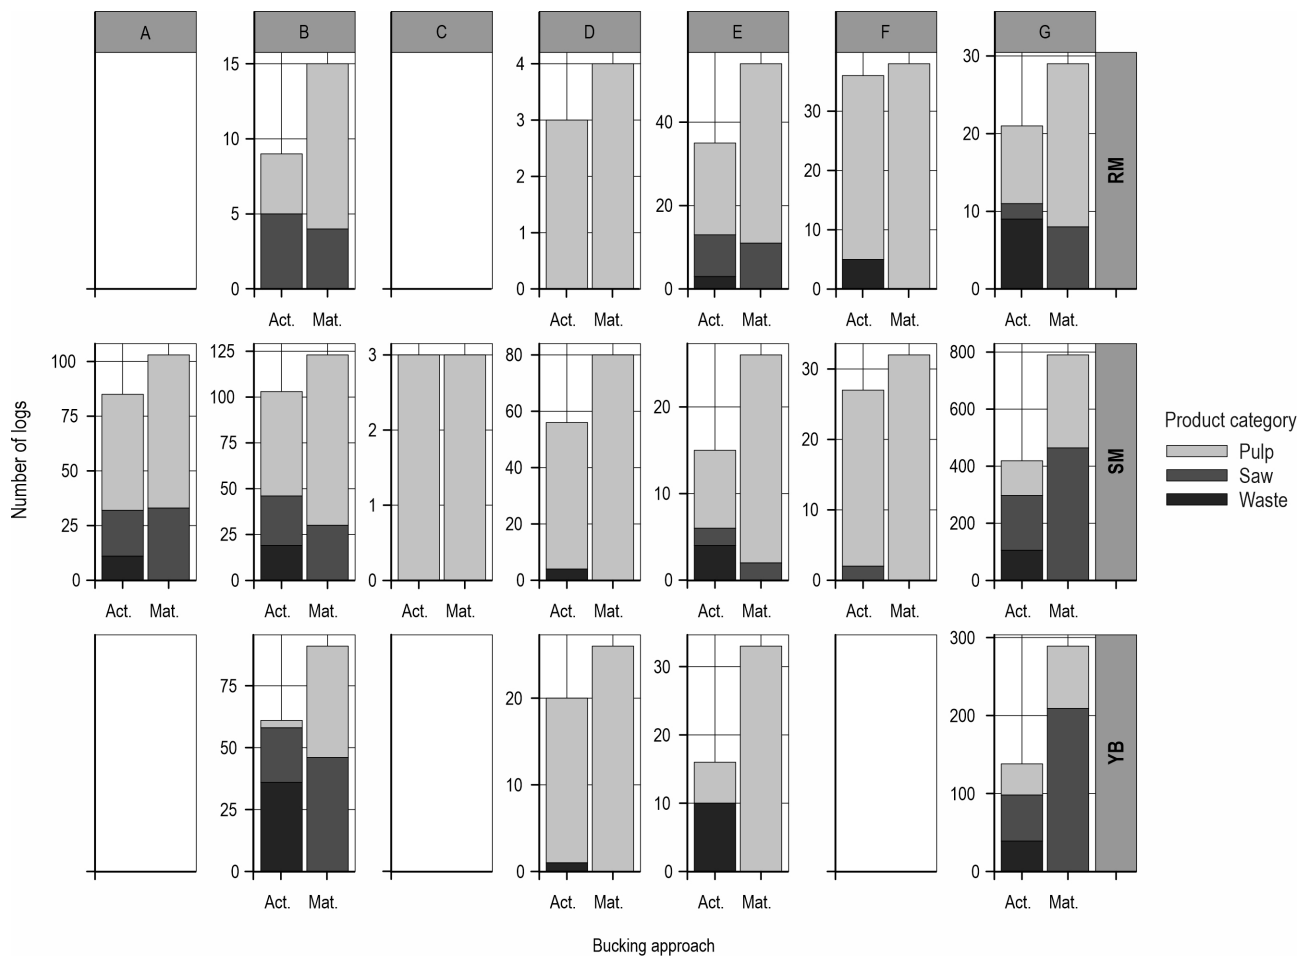 A B C D E F G
15 4 30
3 40 30
10 20
2 20
5 20 10
1 10
0 0 0 0 0
RM
Act. Mat. Act. Mat. Act. Mat. Act. Mat. Act. Mat.
100 125 3 80 30 800
100 60 20 600
75 75 2 20
50 50 40 10 400
25 25 1 20 10 200
0 0 0 0 0 0 0
SM
Act. Mat. Act. Mat. Act. Mat. Act. Mat. Act. Mat. Act. Mat. Act. Mat.
Number of logs
Product category
Pulp
Saw
Waste
75 20 30 300
50 20 200
25 10 10 100
0 0 0 0
YB
Act. Mat. Act. Mat. Act. Mat. Act. Mat.
Bucking approach